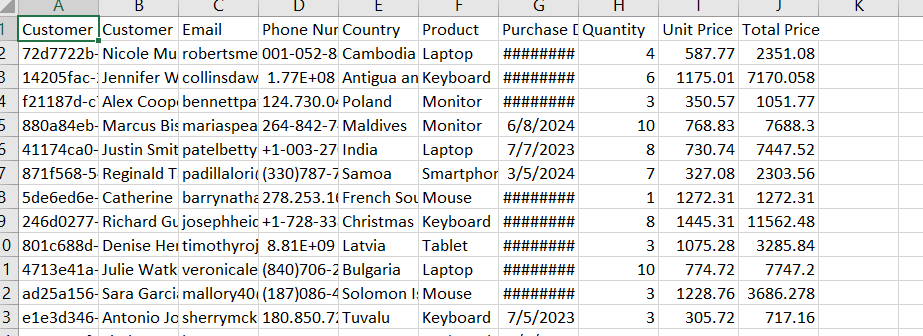 A B C D E F G H I J K
1 Customer Customer Email Phone Nur Country Product Purchase D Quantity Unit Price Total Price
2 72d7722b- Nicole Mu robertsme 001-052-8 Cambodia Laptop ######## 4 587.77 2351.08
3 14205fac- Jennifer W collinsdaw 1.77E+08 Antigua an Keyboard ######## 6 1175.01 7170.058
4 f21187d-c Alex Coop bennettpa 124.730.04 Poland Monitor ######## 3 350.57 1051.77
5 880a84eb- Marcus Bis mariaspea 264-842-7 Maldives Monitor 6/8/2024 10 768.83 7688.3
6 41174ca0- Justin Smit patelbetty +1-003-27 India Laptop 7/7/2023 8 730.74 7447.52
7 871f568-5 Reginald T padillalori (330)787-7 Samoa Smartphor 3/5/2024 7 327.08 2303.56
8 5de6ed6e- Catherine barrynatha 278.253.10 French Sou Mouse ######## 1 1272.31 1272.31
9 246d0277- Richard Gu josephheic +1-728-33 Christmas Keyboard ######## 8 1445.31 11562.48
0 801c688d- Denise Her timothyroj 8.81E+09 Latvia Tablet ######## 3 1075.28 3285.84
1 4713e41a- Julie Watk veronicale (840)706-2 Bulgaria Laptop ######## 10 774.72 7747.2
2 ad25a156- Sara Garci mallory40 (187)086-4 Solomon Is Mouse ######## 3 1228.76 3686.278
3 e1e3d346- Antonio Jo sherrymck 180.850.72 Tuvalu Keyboard 7/5/2023 3 305.72 717.16